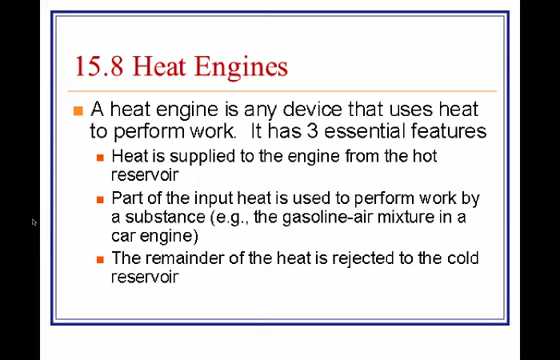 15.8 Heat Engines
A heat engine is any device that uses heat
to perform work. It has 3 essential features
Heat is supplied to the engine from the hot
reservoir
Part of the input heat is used to perform work by
a substance (e.g., the gasoline-air mixture in a
car engine)
The remainder of the heat is rejected to the cold
reservoir